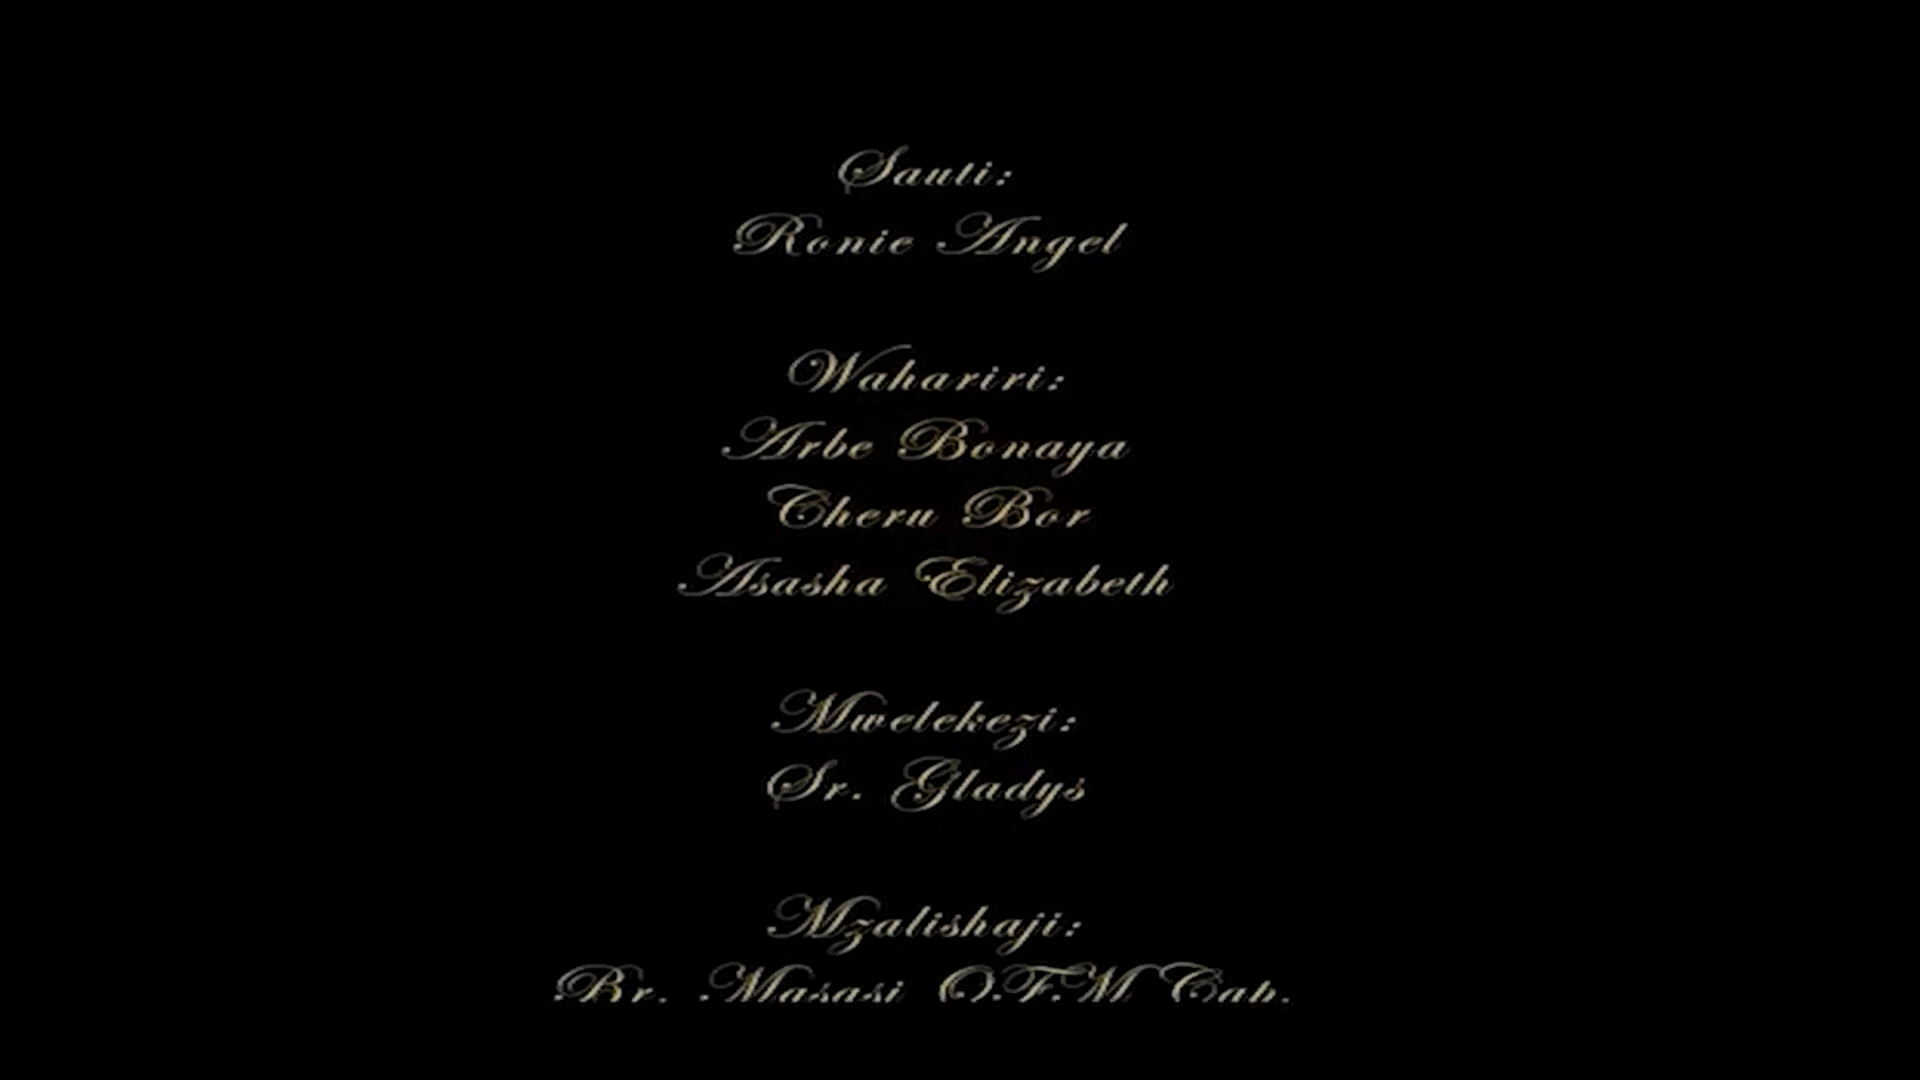 Sauti:
Ronie Angel
Wahariri:
Arbe Bonaya
Cheru Bor
Asasha Elizabeth
Mwelekezi:
Sr. Gladys
Mzalishaji:
Br. Masasi O.F.M Cap.